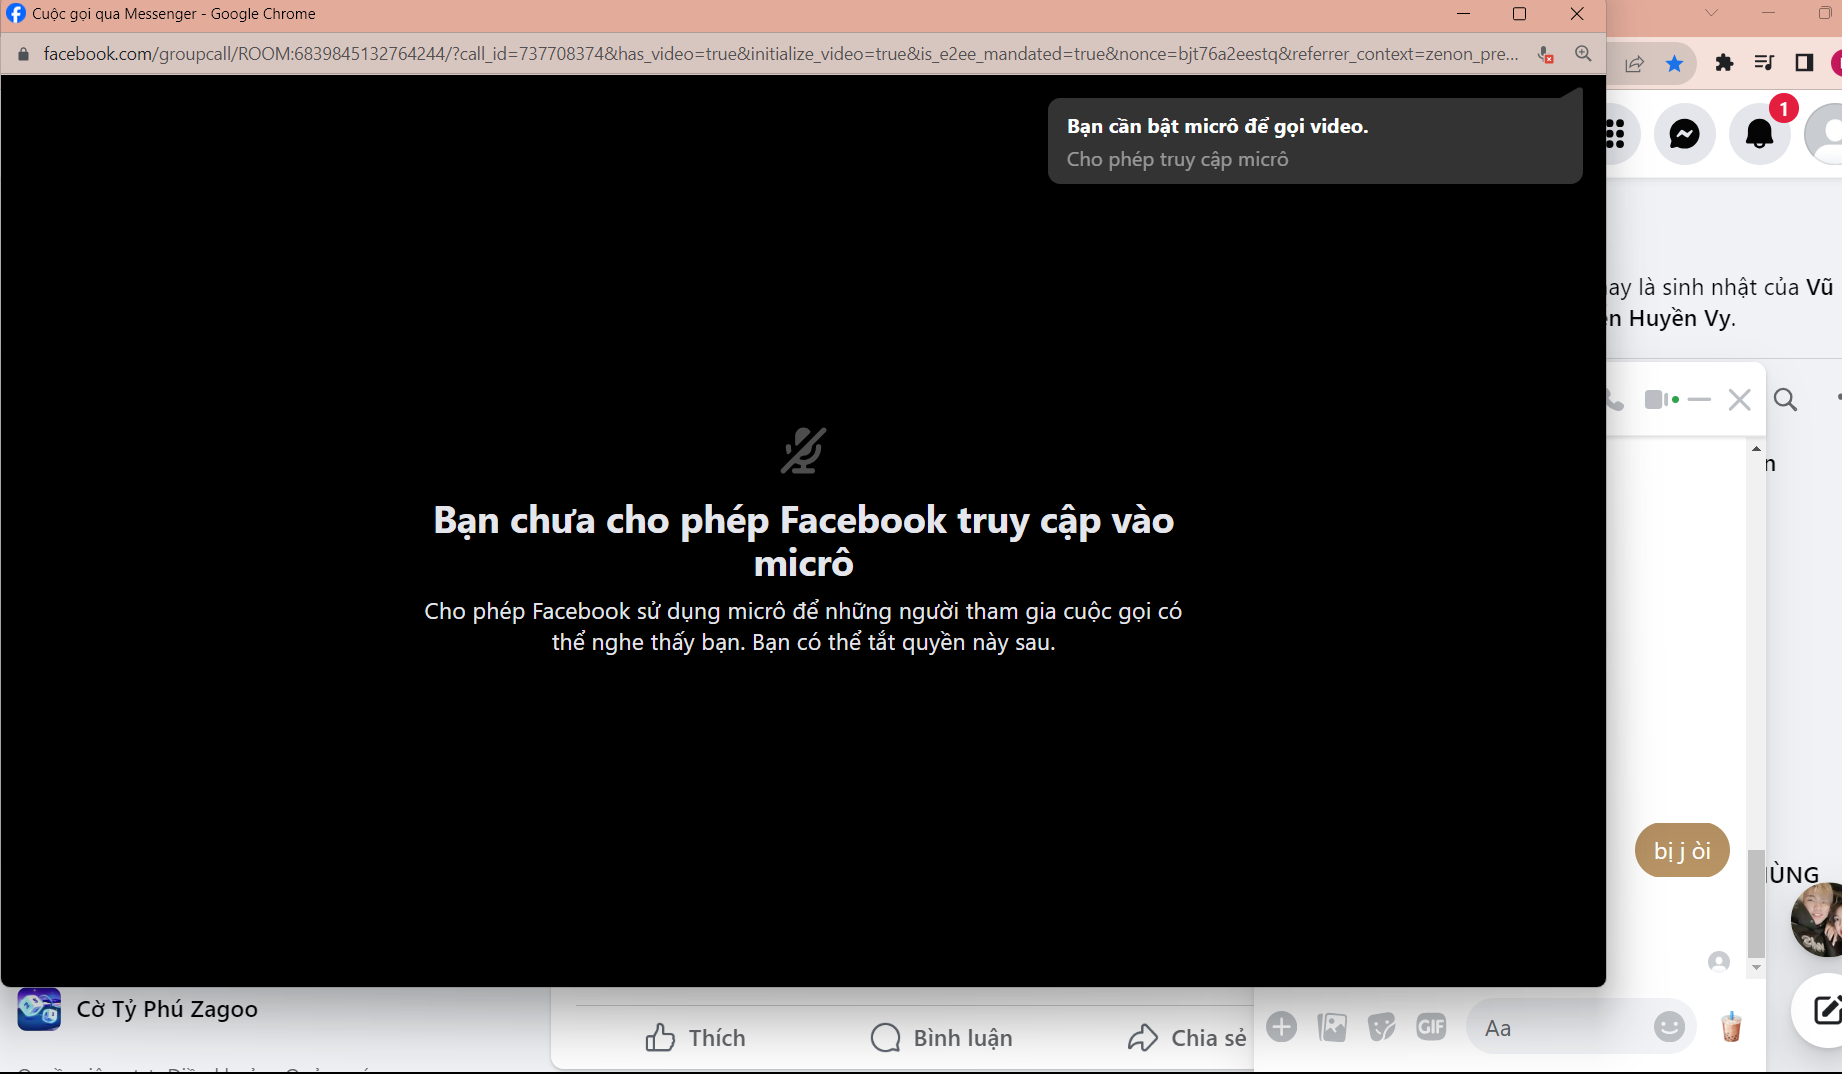 Cuộc gọi qua Messenger - Google Chrome
facebook.com/groupcall/ROOM:6839845132764244/?call_id=737708374&has_video=true&initialize_video=true&is_e2ee_mandated=true&nonce=bjt76a2eestq&referrer_context=zenon_pre...
Bạn cần bật micrô để gọi video.
Cho phép truy cập micrô
1
ay là sinh nhật của Vũ
n Huyền Vy.
n
Bạn chưa cho phép Facebook truy cập vào
micrô
Cho phép Facebook sử dụng micrô để những người tham gia cuộc gọi có
thể nghe thấy bạn. Bạn có thể tắt quyền này sau.
bị j òi
ÙNG
Cờ Tỷ Phú Zagoo
Thích
Bình luận
Chia sẻ
GIF
Aa